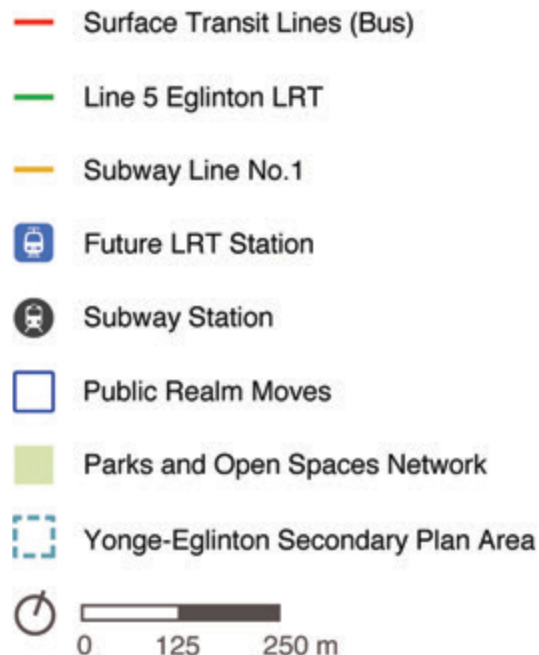 Surface Transit Lines (Bus)
Line 5 Eglinton LRT
Subway Line No.1
Future LRT Station
Subway Station
Public Realm Moves
Parks and Open Spaces Network
Yonge-Eglinton Secondary Plan Area
0 125 250 m